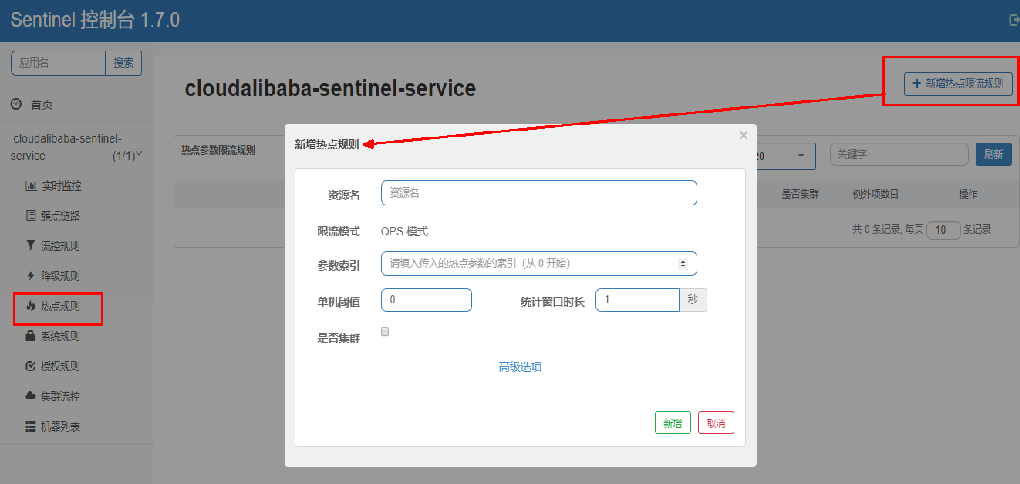 Sentinel 控制台 1.7.0
应用名 搜索
首页
cloudalibaba-sentinel-service (1/1)
实时监控
簇点链路
流控规则
降级规则
热点规则
系统规则
授权规则
集群流控
机器列表
cloudalibaba-sentinel-service
+ 新增热点限流规则
热点参数限流规则
20 关键字 刷新
是否集群 例外项数目 操作
共 0 条记录, 每页 10 条记录
新增热点规则 ×
资源名 资源名
限流模式 QPS 模式
参数索引 请填入传入的热点参数的索引（从 0 开始）
单机阈值 0 统计窗口时长 1 秒
是否集群
高级选项
新增 取消